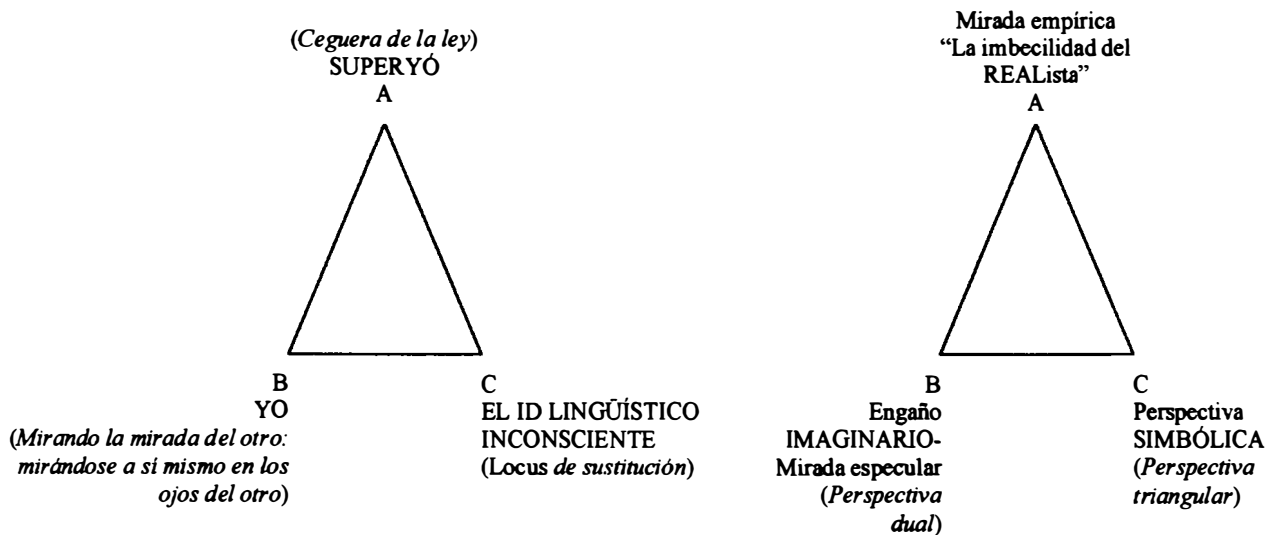 (Ceguera de la ley)
SUPERYÓ
A
B
YO
(Mirando la mirada del otro:
mirándose a sí mismo en los
ojos del otro)
C
EL ID LINGŪÍSTICO
INCONSCIENTE
(Locus de sustitución)
Mirada empírica
“La imbecilidad del
REALista”
A
B
Engaño
IMAGINARIO-
Mirada especular
(Perspectiva
dual)
C
Perspectiva
SIMBÓLICA
(Perspectiva
triangular)